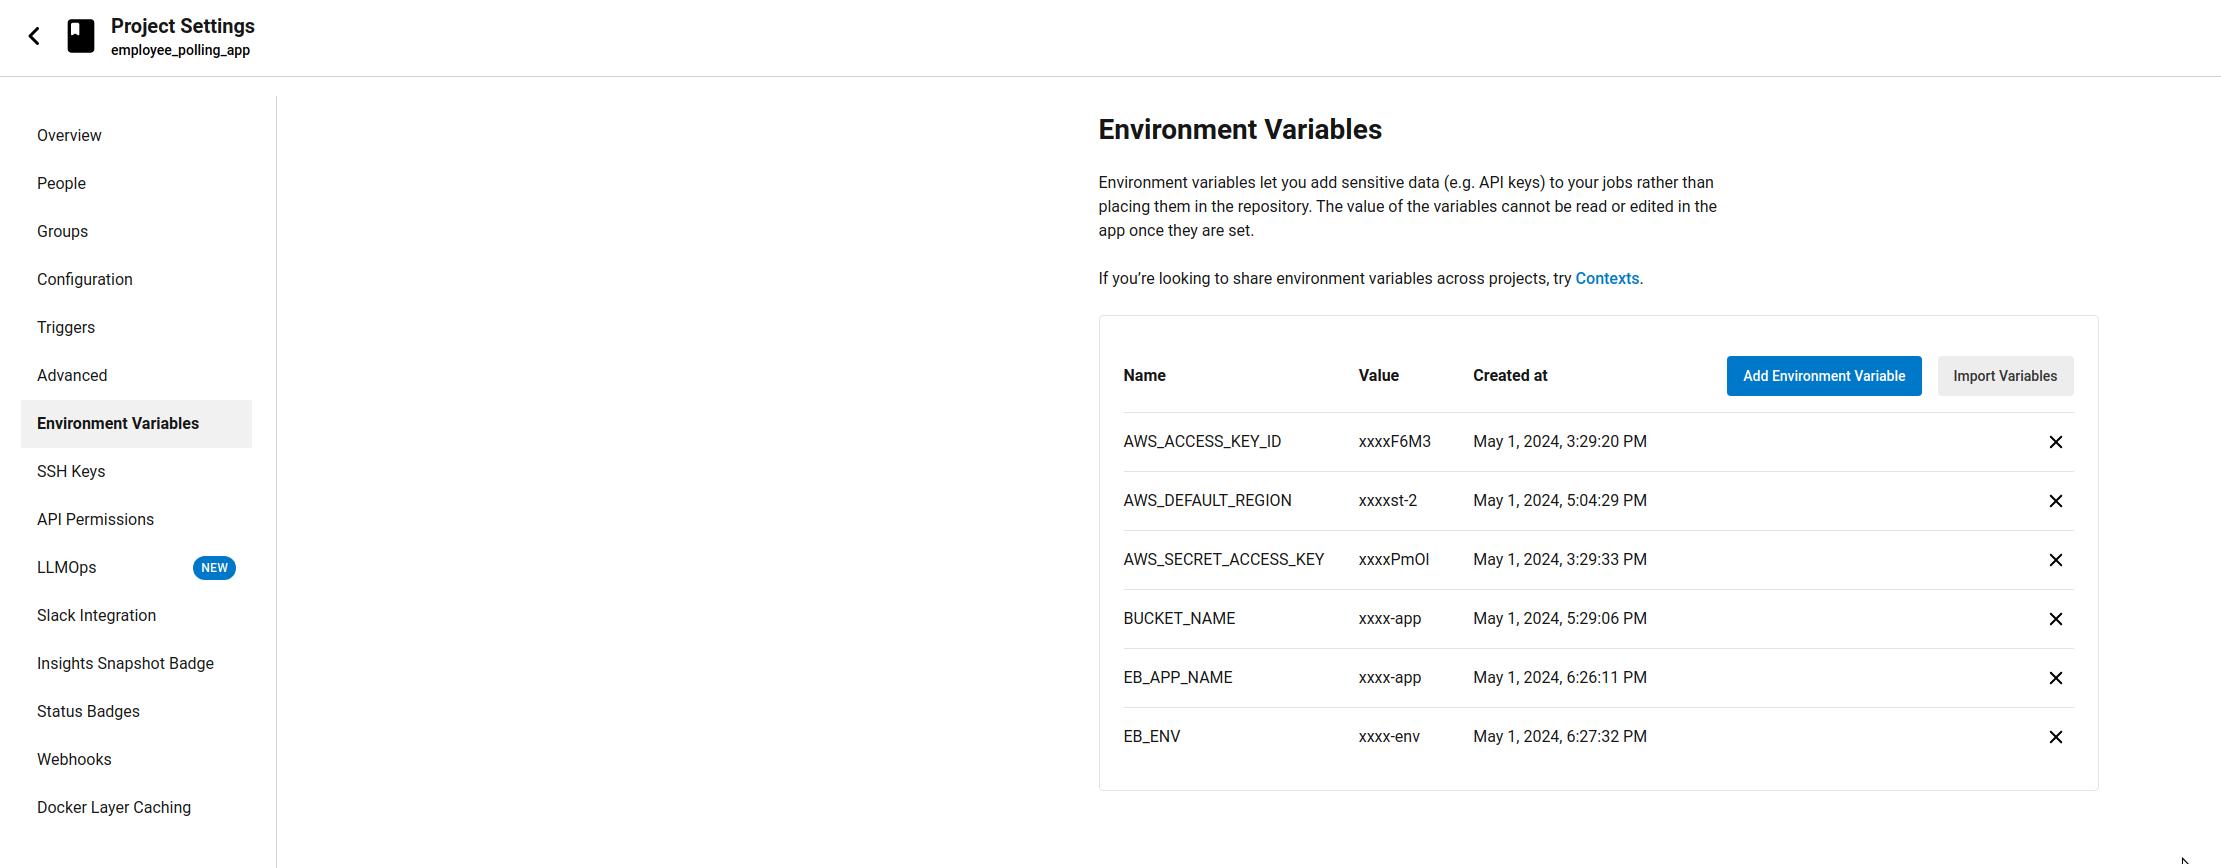 Project Settings
employee_polling_app
Overview
People
Groups
Configuration
Triggers
Advanced
Environment Variables
SSH Keys
API Permissions
LLMOps NEW
Slack Integration
Insights Snapshot Badge
Status Badges
Webhooks
Docker Layer Caching
Environment Variables
Environment variables let you add sensitive data (e.g. API keys) to your jobs rather than
placing them in the repository. The value of the variables cannot be read or edited in the
app once they are set.
If you’re looking to share environment variables across projects, try Contexts.
Name Value Created at Add Environment Variable Import Variables
AWS_ACCESS_KEY_ID xxxxF6M3 May 1, 2024, 3:29:20 PM
AWS_DEFAULT_REGION xxxxst-2 May 1, 2024, 5:04:29 PM
AWS_SECRET_ACCESS_KEY xxxxPmOl May 1, 2024, 3:29:33 PM
BUCKET_NAME xxxx-app May 1, 2024, 5:29:06 PM
EB_APP_NAME xxxx-app May 1, 2024, 6:26:11 PM
EB_ENV xxxx-env May 1, 2024, 6:27:32 PM